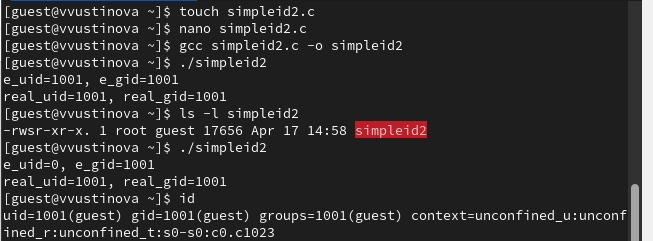 [guest@vvustinova ~]$ touch simpleid2.c
[guest@vvustinova ~]$ nano simpleid2.c
[guest@vvustinova ~]$ gcc simpleid2.c -o simpleid2
[guest@vvustinova ~]$ ./simpleid2
e_uid=1001, e_gid=1001
real_uid=1001, real_gid=1001
[guest@vvustinova ~]$ ls -l simpleid2
-rwsr-xr-x. 1 root guest 17656 Apr 17 14:58 simpleid2
[guest@vvustinova ~]$ ./simpleid2
e_uid=0, e_gid=1001
real_uid=1001, real_gid=1001
[guest@vvustinova ~]$ id
uid=1001(guest) gid=1001(guest) groups=1001(guest) context=unconfined_u:unconf
ined_r:unconfined_t:s0-s0:c0.c1023